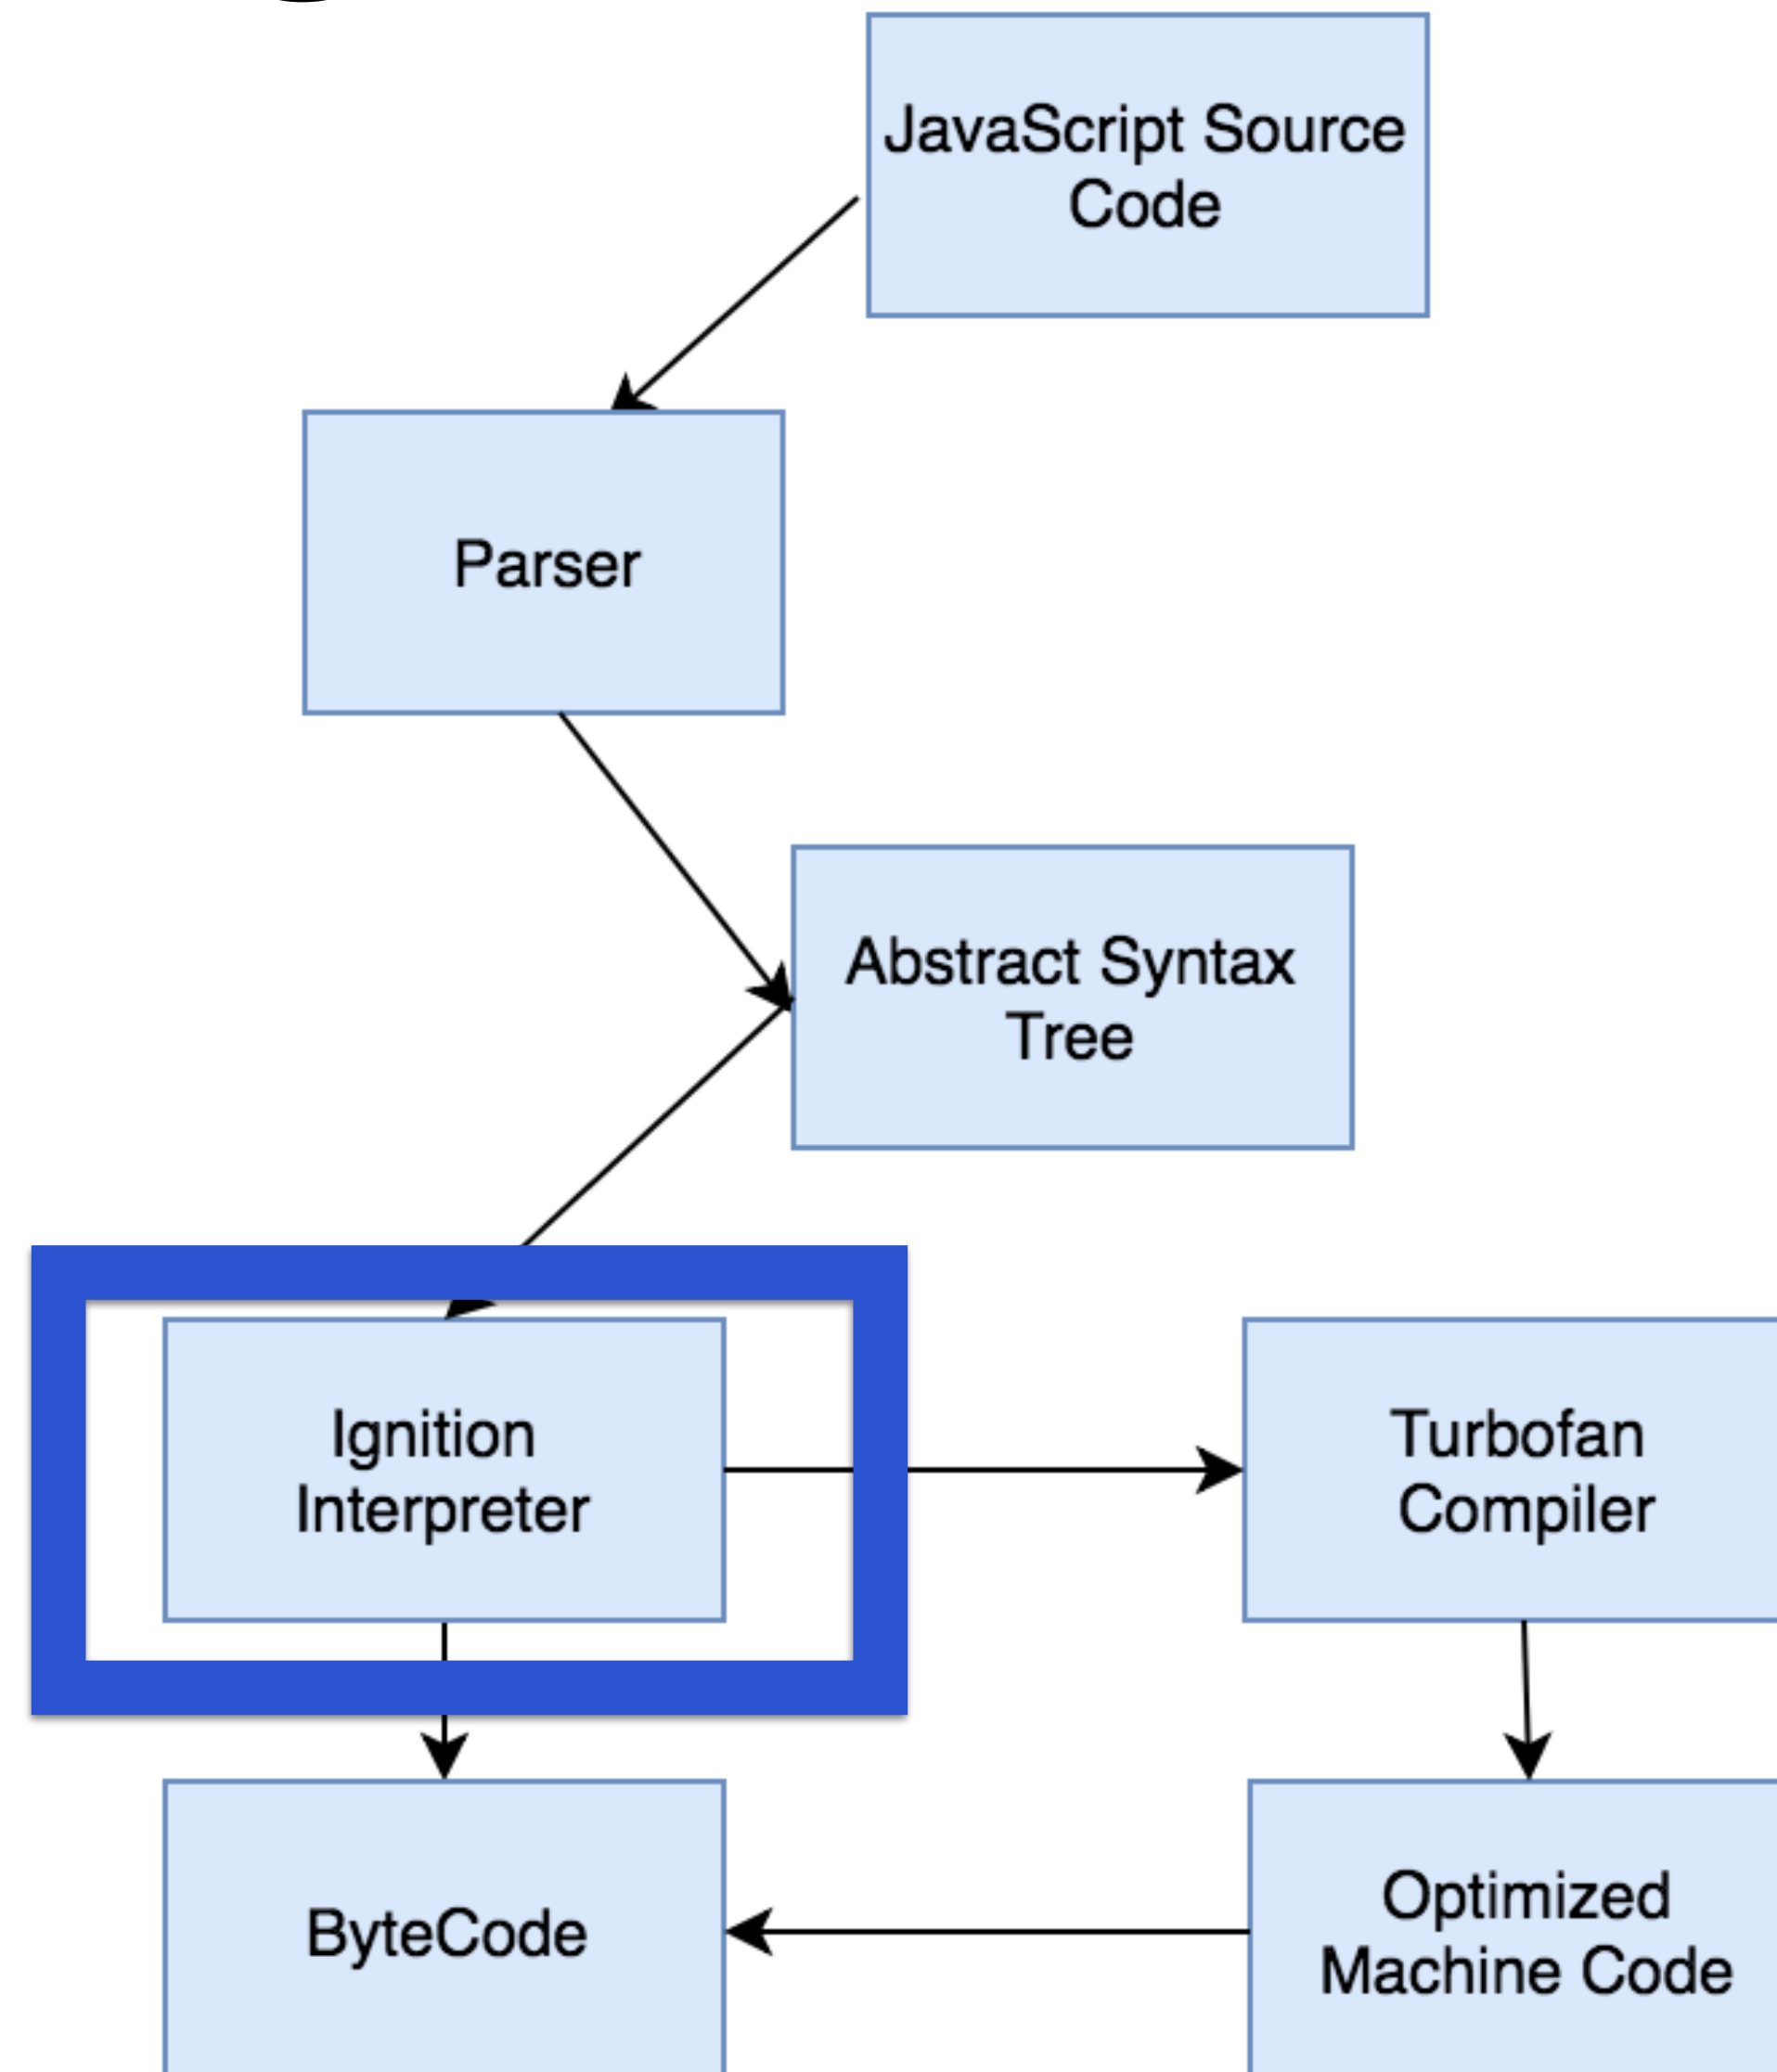 JavaScript Source
Code
Parser
Abstract Syntax
Tree
Ignition
Interpreter
Turbofan
Compiler
ByteCode
Optimized
Machine Code